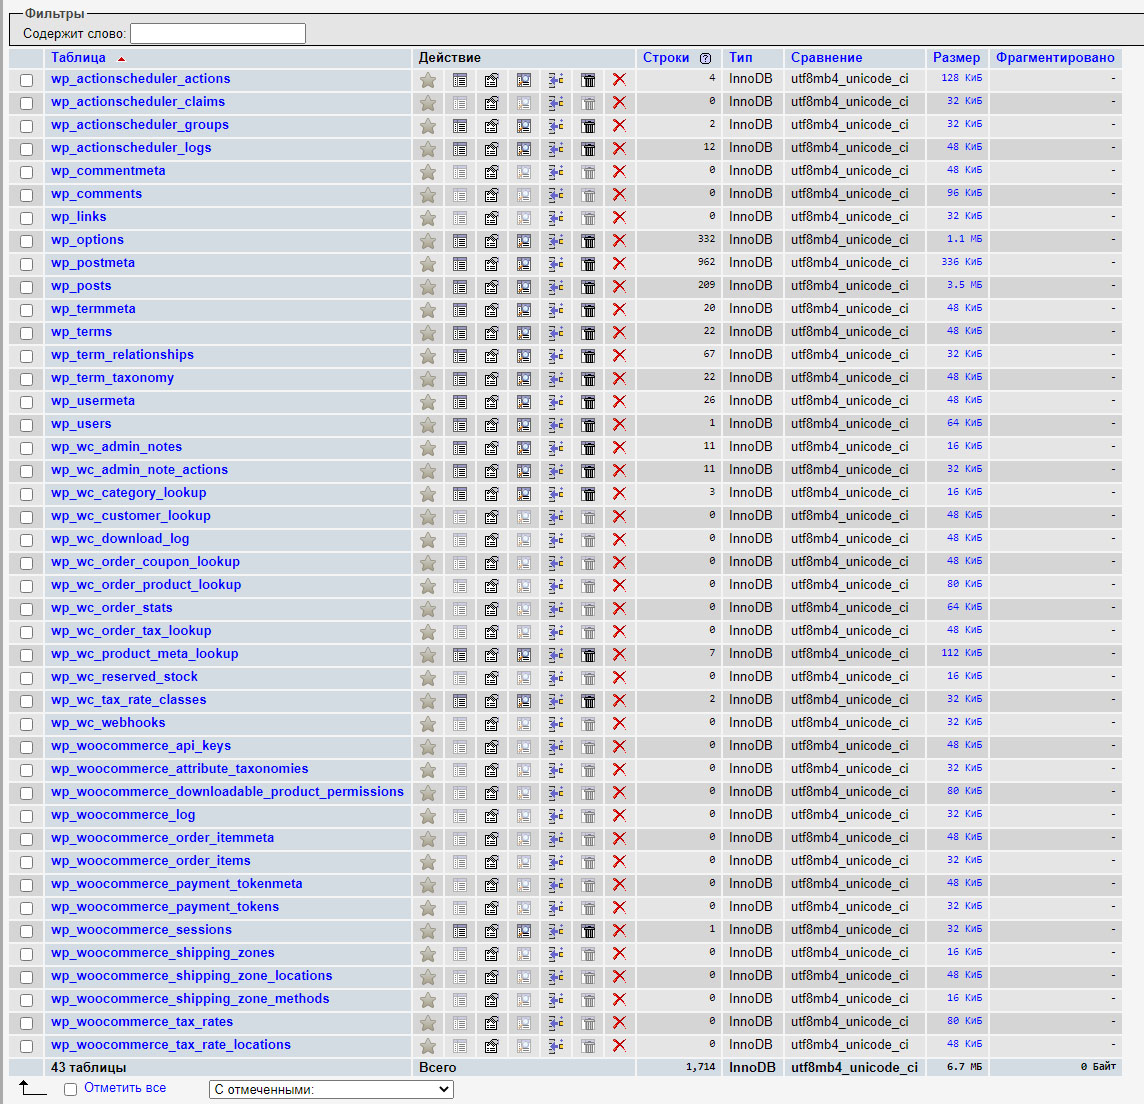 Фильтры
Содержит слово:
Таблица Действие Строки Тип Сравнение Размер Фрагментировано
wp_actionscheduler_actions 4 InnoDB utf8mb4_unicode_ci 128 КиБ -
wp_actionscheduler_claims 0 InnoDB utf8mb4_unicode_ci 32 КиБ -
wp_actionscheduler_groups 2 InnoDB utf8mb4_unicode_ci 32 КиБ -
wp_actionscheduler_logs 12 InnoDB utf8mb4_unicode_ci 48 КиБ -
wp_commentmeta 0 InnoDB utf8mb4_unicode_ci 48 КиБ -
wp_comments 0 InnoDB utf8mb4_unicode_ci 96 КиБ -
wp_links 0 InnoDB utf8mb4_unicode_ci 32 КиБ -
wp_options 332 InnoDB utf8mb4_unicode_ci 1.1 МБ -
wp_postmeta 962 InnoDB utf8mb4_unicode_ci 336 КиБ -
wp_posts 209 InnoDB utf8mb4_unicode_ci 3.5 МБ -
wp_termmeta 20 InnoDB utf8mb4_unicode_ci 48 КиБ -
wp_terms 22 InnoDB utf8mb4_unicode_ci 48 КиБ -
wp_term_relationships 67 InnoDB utf8mb4_unicode_ci 32 КиБ -
wp_term_taxonomy 22 InnoDB utf8mb4_unicode_ci 48 КиБ -
wp_usermeta 26 InnoDB utf8mb4_unicode_ci 48 КиБ -
wp_users 1 InnoDB utf8mb4_unicode_ci 64 КиБ -
wp_wc_admin_notes 11 InnoDB utf8mb4_unicode_ci 16 КиБ -
wp_wc_admin_note_actions 11 InnoDB utf8mb4_unicode_ci 32 КиБ -
wp_wc_category_lookup 3 InnoDB utf8mb4_unicode_ci 16 КиБ -
wp_wc_customer_lookup 0 InnoDB utf8mb4_unicode_ci 48 КиБ -
wp_wc_download_log 0 InnoDB utf8mb4_unicode_ci 48 КиБ -
wp_wc_order_coupon_lookup 0 InnoDB utf8mb4_unicode_ci 48 КиБ -
wp_wc_order_product_lookup 0 InnoDB utf8mb4_unicode_ci 80 КиБ -
wp_wc_order_stats 0 InnoDB utf8mb4_unicode_ci 64 КиБ -
wp_wc_order_tax_lookup 0 InnoDB utf8mb4_unicode_ci 48 КиБ -
wp_wc_product_meta_lookup 7 InnoDB utf8mb4_unicode_ci 112 КиБ -
wp_wc_reserved_stock 0 InnoDB utf8mb4_unicode_ci 16 КиБ -
wp_wc_tax_rate_classes 2 InnoDB utf8mb4_unicode_ci 32 КиБ -
wp_wc_webhooks 0 InnoDB utf8mb4_unicode_ci 32 КиБ -
wp_woocommerce_api_keys 0 InnoDB utf8mb4_unicode_ci 48 КиБ -
wp_woocommerce_attribute_taxonomies 0 InnoDB utf8mb4_unicode_ci 32 КиБ -
wp_woocommerce_downloadable_product_permissions 0 InnoDB utf8mb4_unicode_ci 80 КиБ -
wp_woocommerce_log 0 InnoDB utf8mb4_unicode_ci 32 КиБ -
wp_woocommerce_order_itemmeta 0 InnoDB utf8mb4_unicode_ci 48 КиБ -
wp_woocommerce_order_items 0 InnoDB utf8mb4_unicode_ci 32 КиБ -
wp_woocommerce_payment_tokenmeta 0 InnoDB utf8mb4_unicode_ci 48 КиБ -
wp_woocommerce_payment_tokens 0 InnoDB utf8mb4_unicode_ci 32 КиБ -
wp_woocommerce_sessions 1 InnoDB utf8mb4_unicode_ci 32 КиБ -
wp_woocommerce_shipping_zones 0 InnoDB utf8mb4_unicode_ci 16 КиБ -
wp_woocommerce_shipping_zone_locations 0 InnoDB utf8mb4_unicode_ci 48 КиБ -
wp_woocommerce_shipping_zone_methods 0 InnoDB utf8mb4_unicode_ci 16 КиБ -
wp_woocommerce_tax_rates 0 InnoDB utf8mb4_unicode_ci 80 КиБ -
wp_woocommerce_tax_rate_locations 0 InnoDB utf8mb4_unicode_ci 48 КиБ -
43 таблицы Всего 1,714 InnoDB utf8mb4_unicode_ci 6.7 МБ 0 Байт
Отметить все С отмеченными: